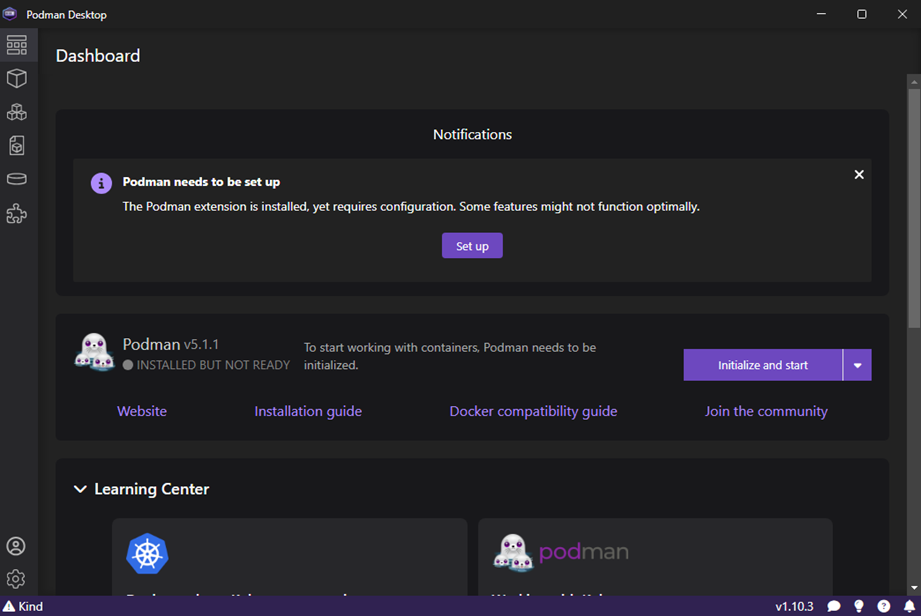 Podman Desktop
Dashboard
Notifications
Podman needs to be set up
The Podman extension is installed, yet requires configuration. Some features might not function optimally.
Set up
Podman v5.1.1
INSTALLED BUT NOT READY
To start working with containers, Podman needs to be
initialized.
Initialize and start
Website
Installation guide
Docker compatibility guide
Join the community
Learning Center
podman
Kind
v1.10.3